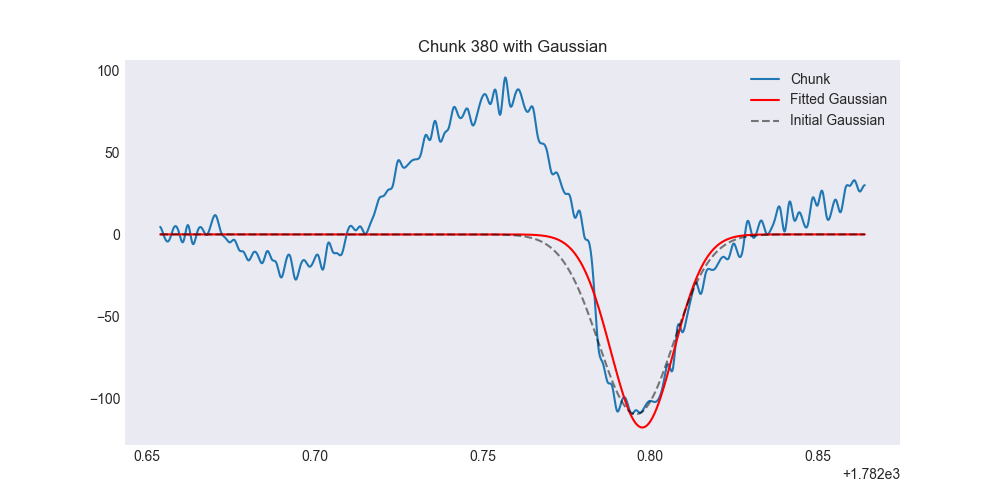 Chunk 380 with Gaussian
100
50
0
−50
−100
Chunk
Fitted Gaussian
Initial Gaussian
0.65 0.70 0.75 0.80 0.85
+1.782e3